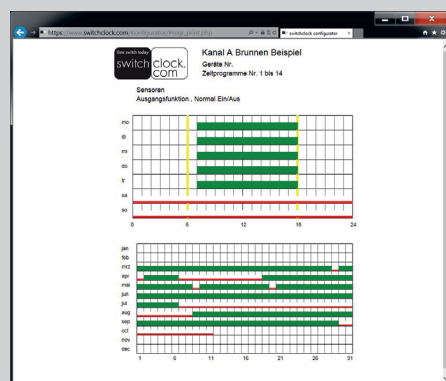 https://www.switchclock.com/Konfigurator/Progr_print.php
switchclock configurator
time switch today
switch clock.
com
Kanal A Brunnen Beispiel
Geräte Nr.
Zeitprogramme Nr. 1 bis 14
Sensoren
Ausgangsfunktion , Normal Ein/Aus
mo
di
mi
do
fr
sa
so
0 6 12 18 24
jan
feb
mrz
apr
mai
jun
jul
aug
sep
oct
nov
dec
1 6 11 16 21 26 31